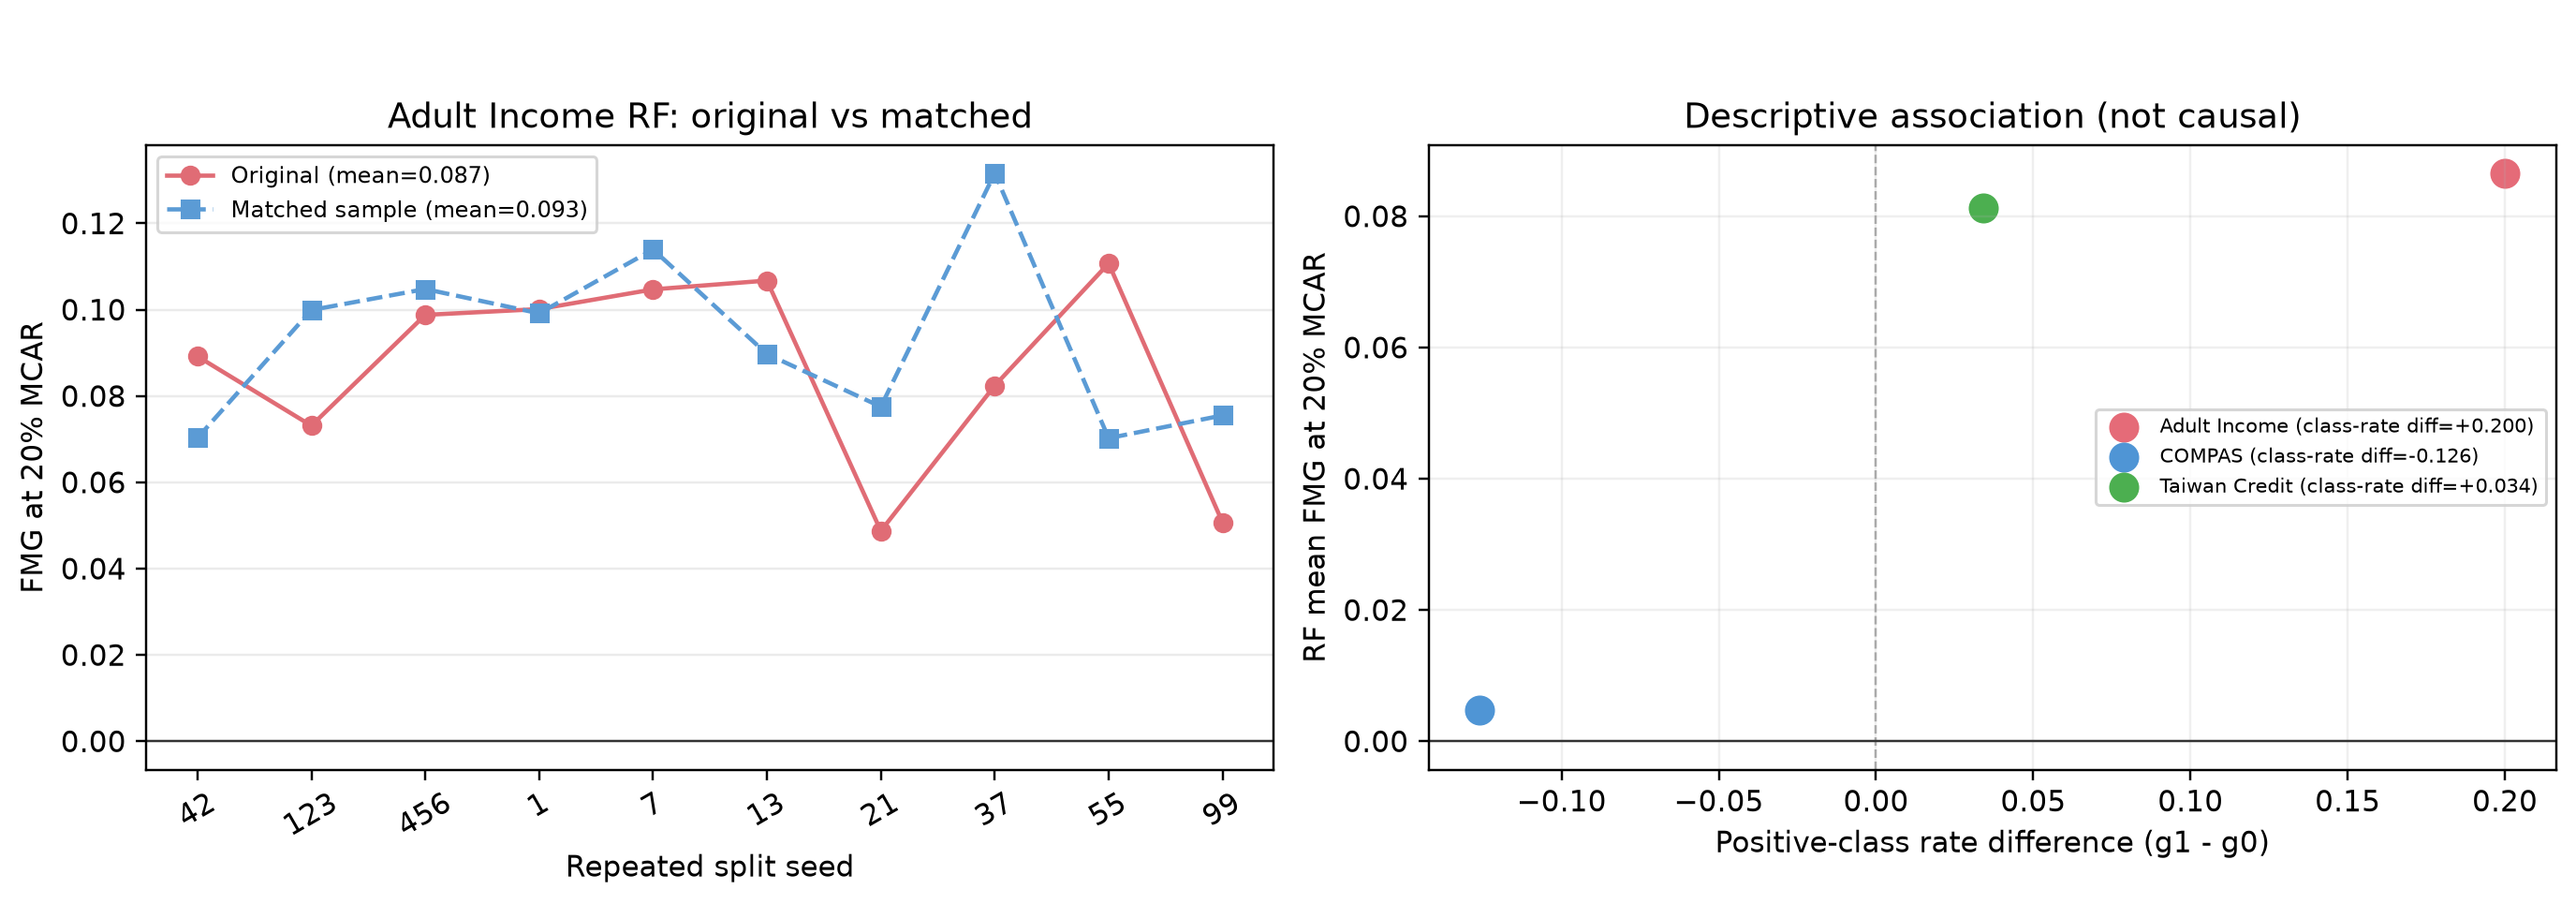 Adult Income RF: original vs matched
Original (mean=0.087)
Matched sample (mean=0.093)
FMG at 20% MCAR
0.12
0.10
0.08
0.06
0.04
0.02
0.00
42 123 456 1 7 13 21 37 55 99
Repeated split seed
Descriptive association (not causal)
RF mean FMG at 20% MCAR
0.08
0.06
0.04
0.02
0.00
Adult Income (class-rate diff=+0.200)
COMPAS (class-rate diff=-0.126)
Taiwan Credit (class-rate diff=+0.034)
−0.10 −0.05 0.00 0.05 0.10 0.15 0.20
Positive-class rate difference (g1 - g0)